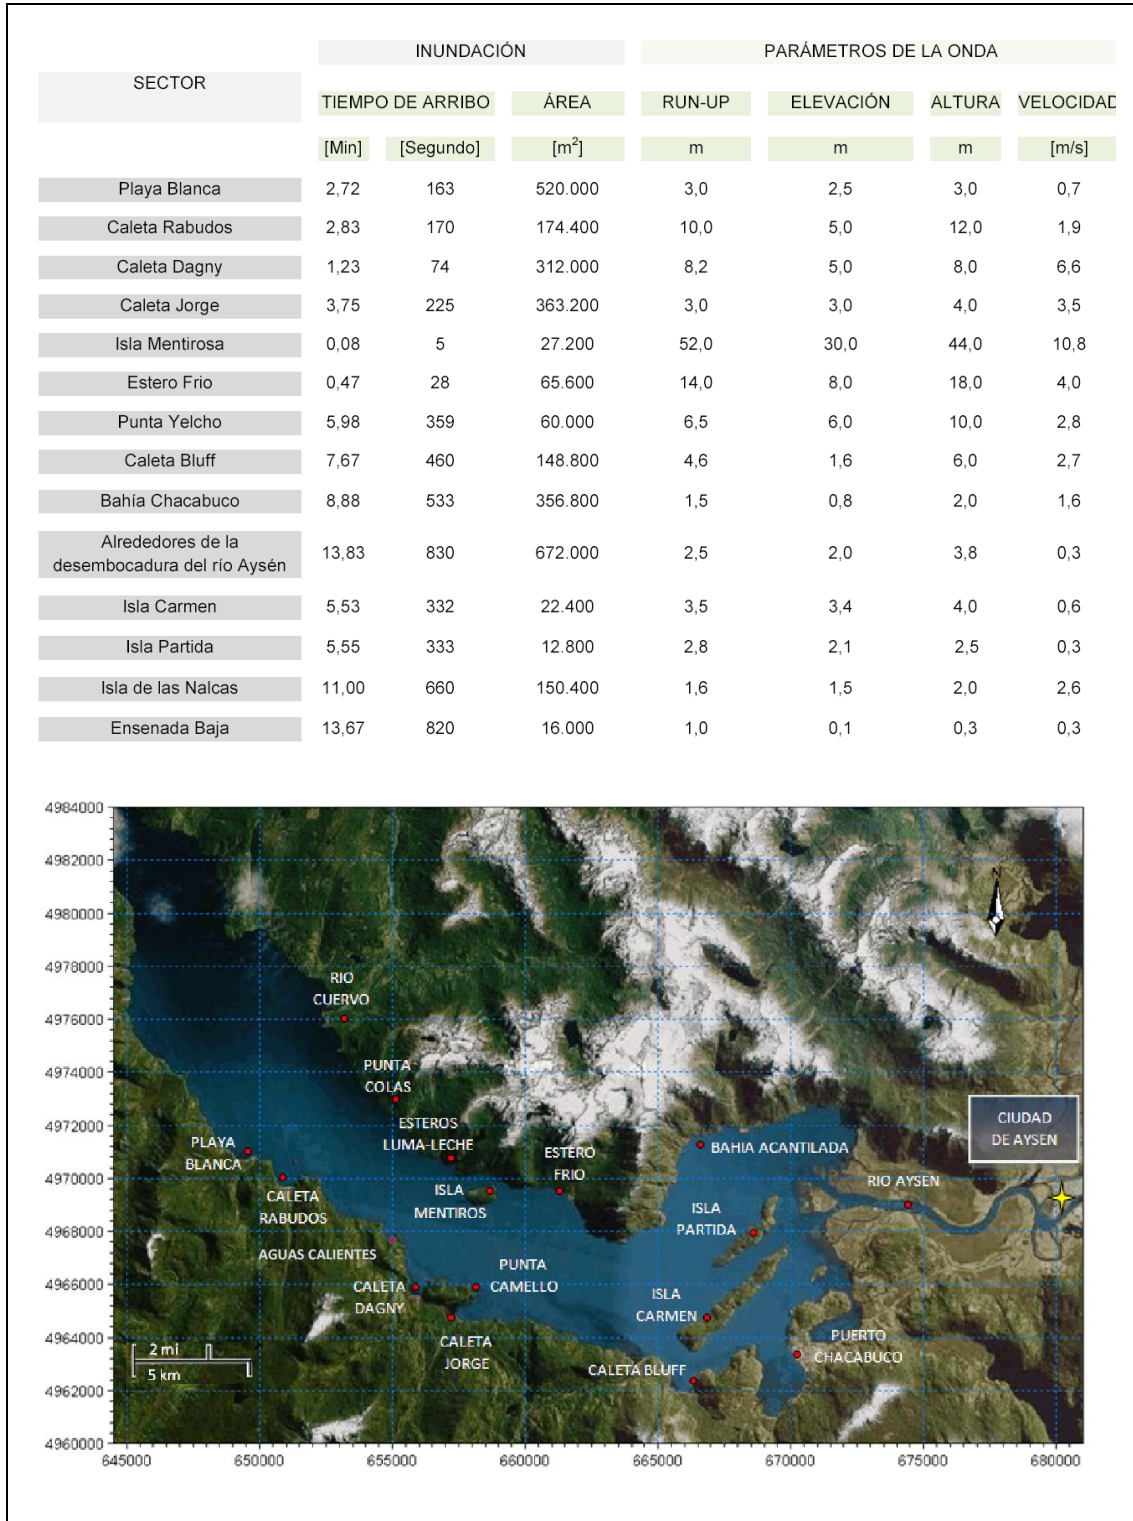 INUNDACIÓN PARÁMETROS DE LA ONDA
SECTOR
TIEMPO DE ARRIBO ÁREA RUN-UP ELEVACIÓN ALTURA VELOCIDAD
[Min] [Segundo] [m²] m m m [m/s]
Playa Blanca 2,72 163 520.000 3,0 2,5 3,0 0,7
Caleta Rabudos 2,83 170 174.400 10,0 5,0 12,0 1,9
Caleta Dagny 1,23 74 312.000 8,2 5,0 8,0 6,6
Caleta Jorge 3,75 225 363.200 3,0 3,0 4,0 3,5
Isla Mentirosa 0,08 5 27.200 52,0 30,0 44,0 10,8
Estero Frio 0,47 28 65.600 14,0 8,0 18,0 4,0
Punta Yelcho 5,98 359 60.000 6,5 6,0 10,0 2,8
Caleta Bluff 7,67 460 148.800 4,6 1,6 6,0 2,7
Bahía Chacabuco 8,88 533 356.800 1,5 0,8 2,0 1,6
Alrededores de la
desembocadura del río Aysén 13,83 830 672.000 2,5 2,0 3,8 0,3
Isla Carmen 5,53 332 22.400 3,5 3,4 4,0 0,6
Isla Partida 5,55 333 12.800 2,8 2,1 2,5 0,3
Isla de las Nalcas 11,00 660 150.400 1,6 1,5 2,0 2,6
Ensenada Baja 13,67 820 16.000 1,0 0,1 0,3 0,3
4984000
4982000
4980000
4978000
4976000
4974000
4972000
4970000
4968000
4966000
4964000
4962000
4960000
N
RIO
CUERVO
PUNTA
COLAS
ESTEROS
LUMA-LECHE
PLAYA
BLANCA
CALETA
RABUDOS
ISLA
MENTIROS
ESTERO
FRIO
BAHIA ACANTILADA
CIUDAD
DE AYSEN
RIO AYSEN
ISLA
PARTIDA
AGUAS CALIENTES
CALETA
DAGNY
PUNTA
CAMELLO
CALETA
JORGE
ISLA
CARMEN
CALETA BLUFF
PUERTO
CHACABUCO
2 mi
5 km
645000 650000 655000 660000 665000 670000 675000 680000